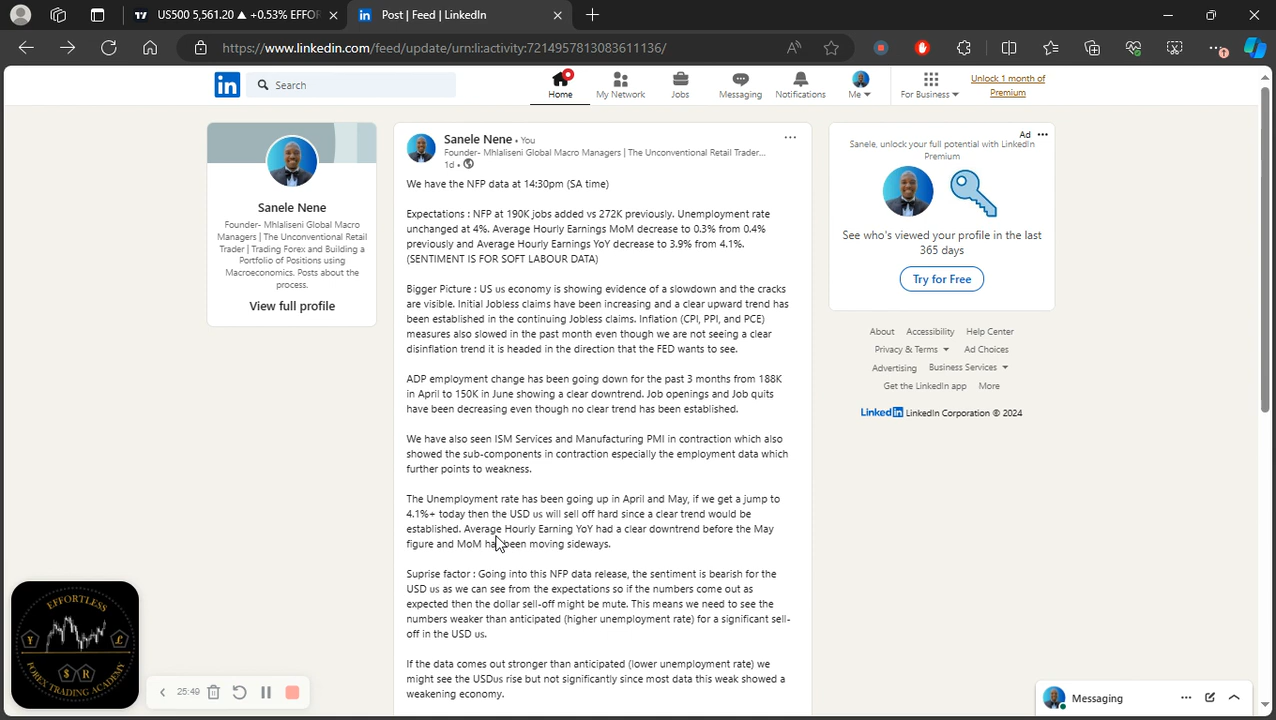 US500 5,561.20 ▲ +0.53% EFFOR
Post | Feed | LinkedIn
https://www.linkedin.com/feed/update/urn:li:activity:7214957813083611136/
Search
Home
My Network
Jobs
Messaging
Notifications
Me
For Business
Unlock 1 month of
Premium
Sanele Nene
Founder- Mhlaliseni Global Macro
Managers | The Unconventional Retail
Trader | Trading Forex and Building a
Portfolio of Positions using
Macroeconomics. Posts about the
process.
View full profile
Sanele Nene • You
Founder- Mhlaliseni Global Macro Managers | The Unconventional Retail Trader...
1d •
We have the NFP data at 14:30pm (SA time)
Expectations : NFP at 190K jobs added vs 272K previously. Unemployment rate
unchanged at 4%. Average Hourly Earnings MoM decrease to 0.3% from 0.4%
previously and Average Hourly Earnings YoY decrease to 3.9% from 4.1%.
(SENTIMENT IS FOR SOFT LABOUR DATA)
Bigger Picture : US us economy is showing evidence of a slowdown and the cracks
are visible. Initial Jobless claims have been increasing and a clear upward trend has
been established in the continuing Jobless claims. Inflation (CPI, PPI, and PCE)
measures also slowed in the past month even though we are not seeing a clear
disinflation trend it is headed in the direction that the FED wants to see.
ADP employment change has been going down for the past 3 months from 188K
in April to 150K in June showing a clear downtrend. Job openings and Job quits
have been decreasing even though no clear trend has been established.
We have also seen ISM Services and Manufacturing PMI in contraction which also
showed the sub-components in contraction especially the employment data which
further points to weakness.
The Unemployment rate has been going up in April and May, if we get a jump to
4.1%+ today then the USD us will sell off hard since a clear trend would be
established. Average Hourly Earning YoY had a clear downtrend before the May
figure and MoM has been moving sideways.
Suprise factor : Going into this NFP data release, the sentiment is bearish for the
USD us as we can see from the expectations so if the numbers come out as
expected then the dollar sell-off might be mute. This means we need to see the
numbers weaker than anticipated (higher unemployment rate) for a significant sell-
off in the USD us.
If the data comes out stronger than anticipated (lower unemployment rate) we
might see the USDus rise but not significantly since most data this weak showed a
weakening economy.
Ad
Sanele, unlock your full potential with LinkedIn
Premium
See who's viewed your profile in the last
365 days
Try for Free
About Accessibility Help Center
Privacy & Terms Ad Choices
Advertising Business Services
Get the LinkedIn app More
LinkedIn LinkedIn Corporation © 2024
EFFORTLESS
¥ £ $ R
FOREX TRADING ACADEMY
25:49
Messaging